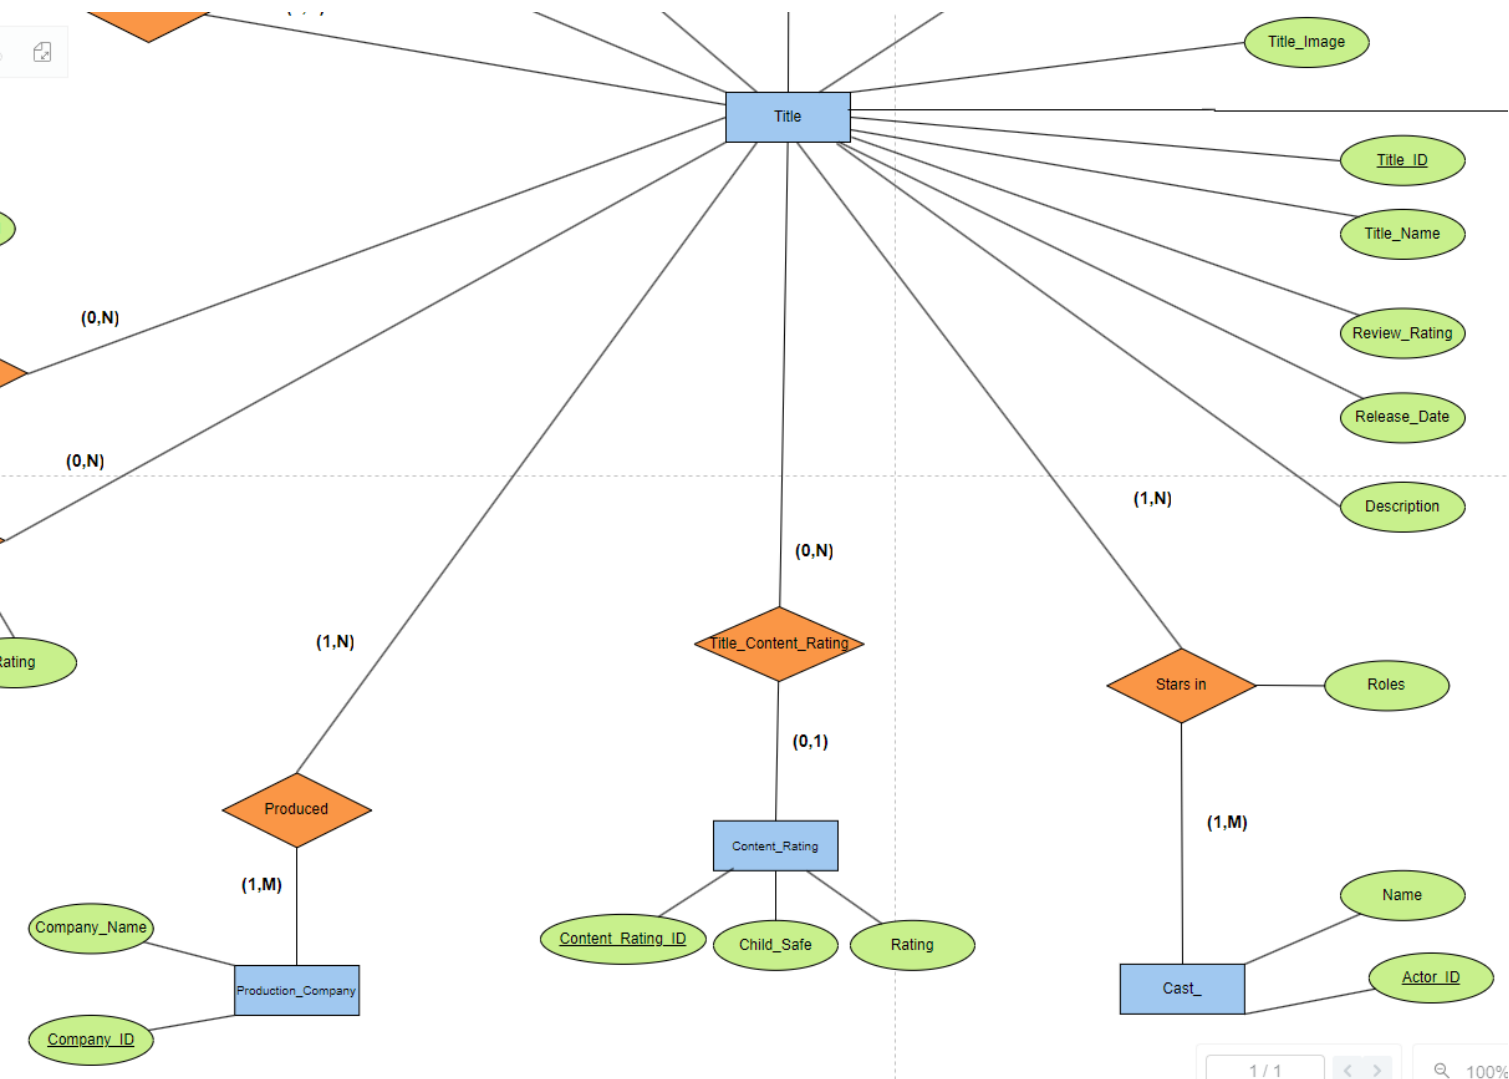 Title_Image
Title
Title_ID
Title_Name
(0,N)
Review_Rating
Release_Date
(0,N)
(1,N)
Description
(0,N)
(1,N)
Title_Content_Rating
Rating
Stars in
Roles
(0,1)
Produced
(1,M)
Content_Rating
(1,M)
Name
Company_Name
Content_Rating_ID
Child_Safe
Rating
Actor_ID
Production_Company
Cast_
Company_ID
1 / 1
100%